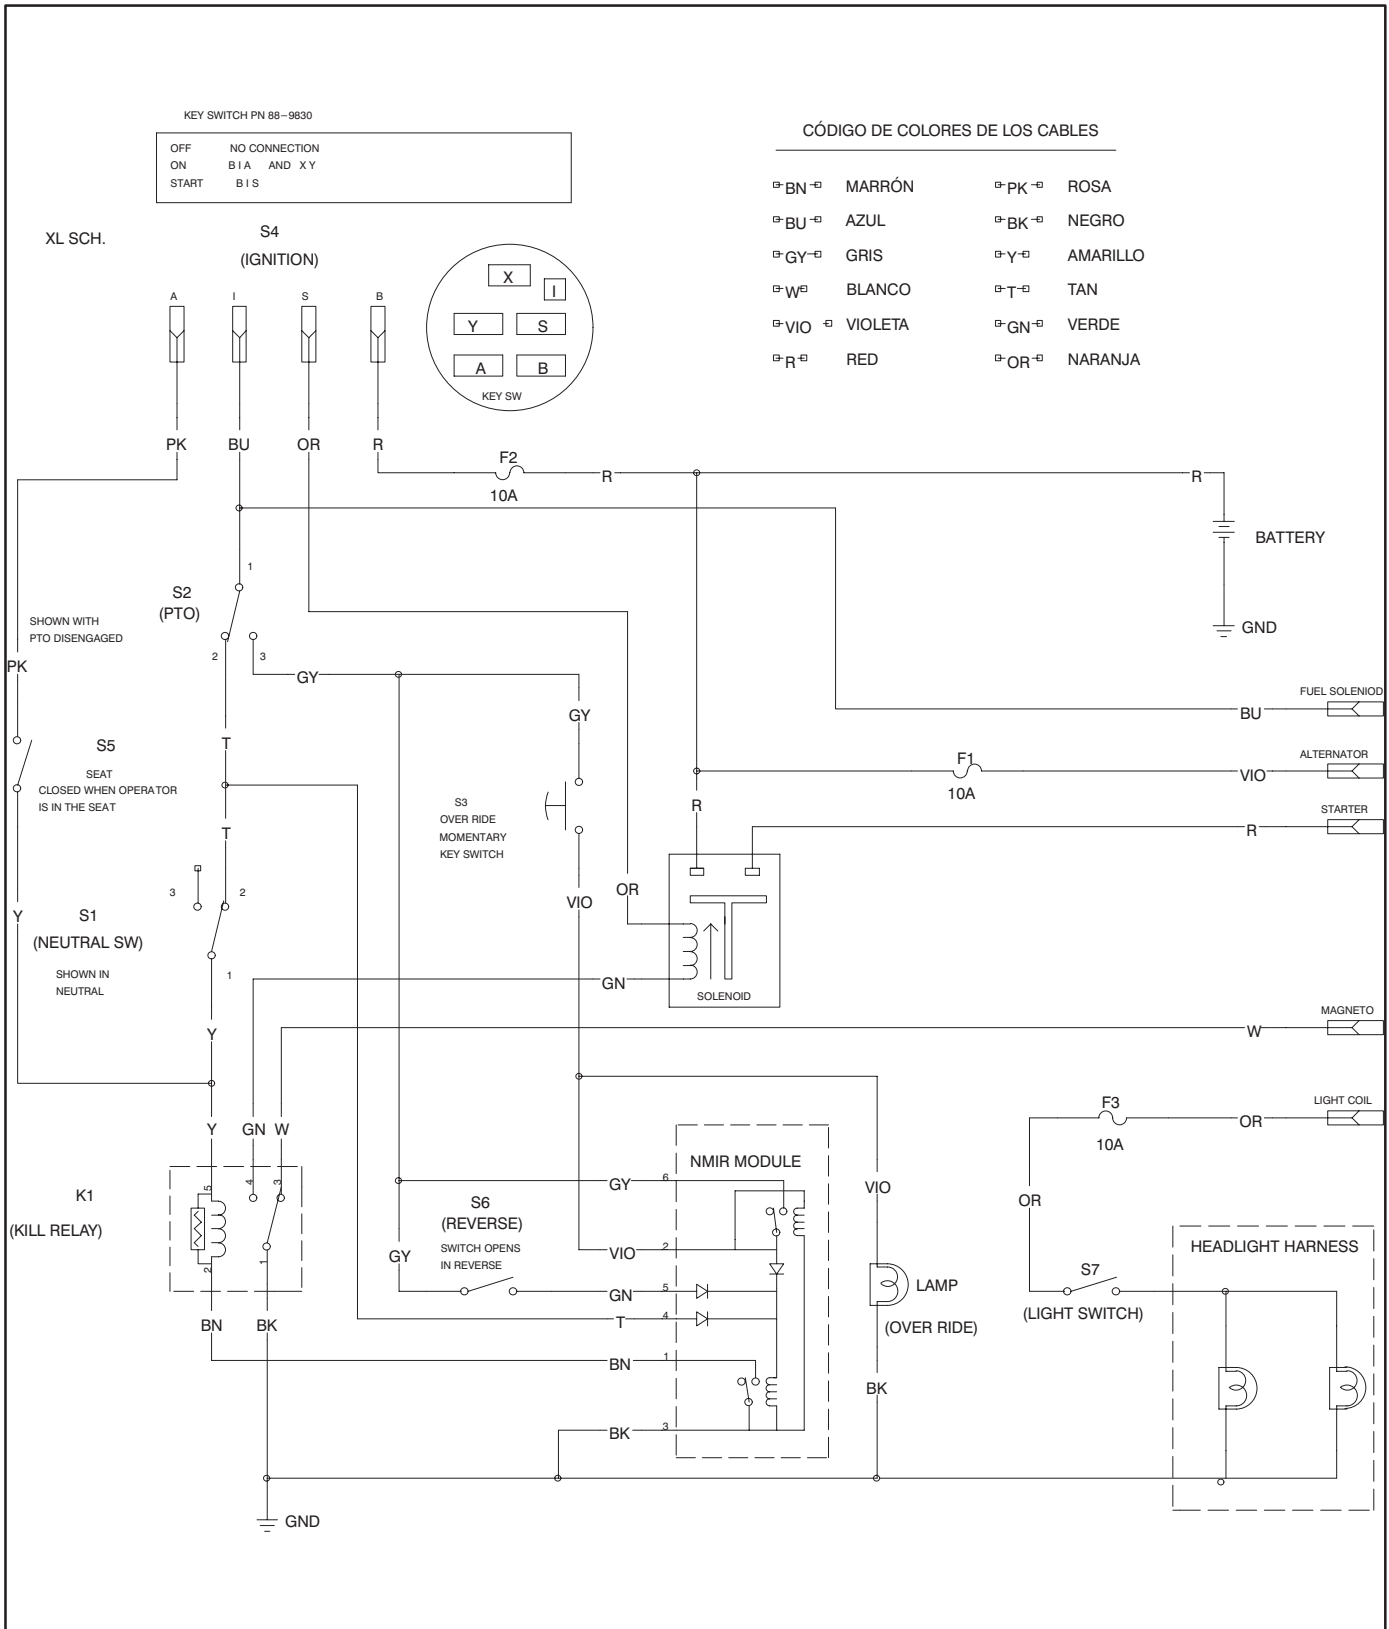 KEY SWITCH PN 88-9830
OFF NO CONNECTION
ON B I A AND X Y
START B I S
CÓDIGO DE COLORES DE LOS CABLES
BN MARRÓN PK ROSA
BU AZUL BK NEGRO
GY GRIS Y AMARILLO
W BLANCO T TAN
VIO VIOLETA GN VERDE
R RED OR NARANJA
XL SCH.
S4
(IGNITION)
A I S B
X
I
Y S
A B
KEY SW
PK BU OR R
F2
10A
R
R
BATTERY
GND
1
S2
(PTO)
SHOWN WITH
PTO DISENGAGED
2 3
PK
GY
GY
FUEL SOLENIOD
BU
T
S5
SEAT
CLOSED WHEN OPERATOR
IS IN THE SEAT
F1
10A
VIO
ALTERNATOR
S3
OVER RIDE
MOMENTARY
KEY SWITCH
R
STARTER
R
T
3 2
Y
S1
(NEUTRAL SW)
SHOWN IN
NEUTRAL
1
VIO
OR
GN
SOLENOID
Y
MAGNETO
W
LIGHT COIL
F3
10A
OR
Y GN W
K1
(KILL RELAY)
5 4 3
2 1
NMIR MODULE
GY 6
S6
(REVERSE)
SWITCH OPENS
IN REVERSE
GY
VIO 2
GN 5
T 4
BN 1
BK 3
VIO
LAMP
(OVER RIDE)
BK
OR
S7
(LIGHT SWITCH)
HEADLIGHT HARNESS
BN BK
GND